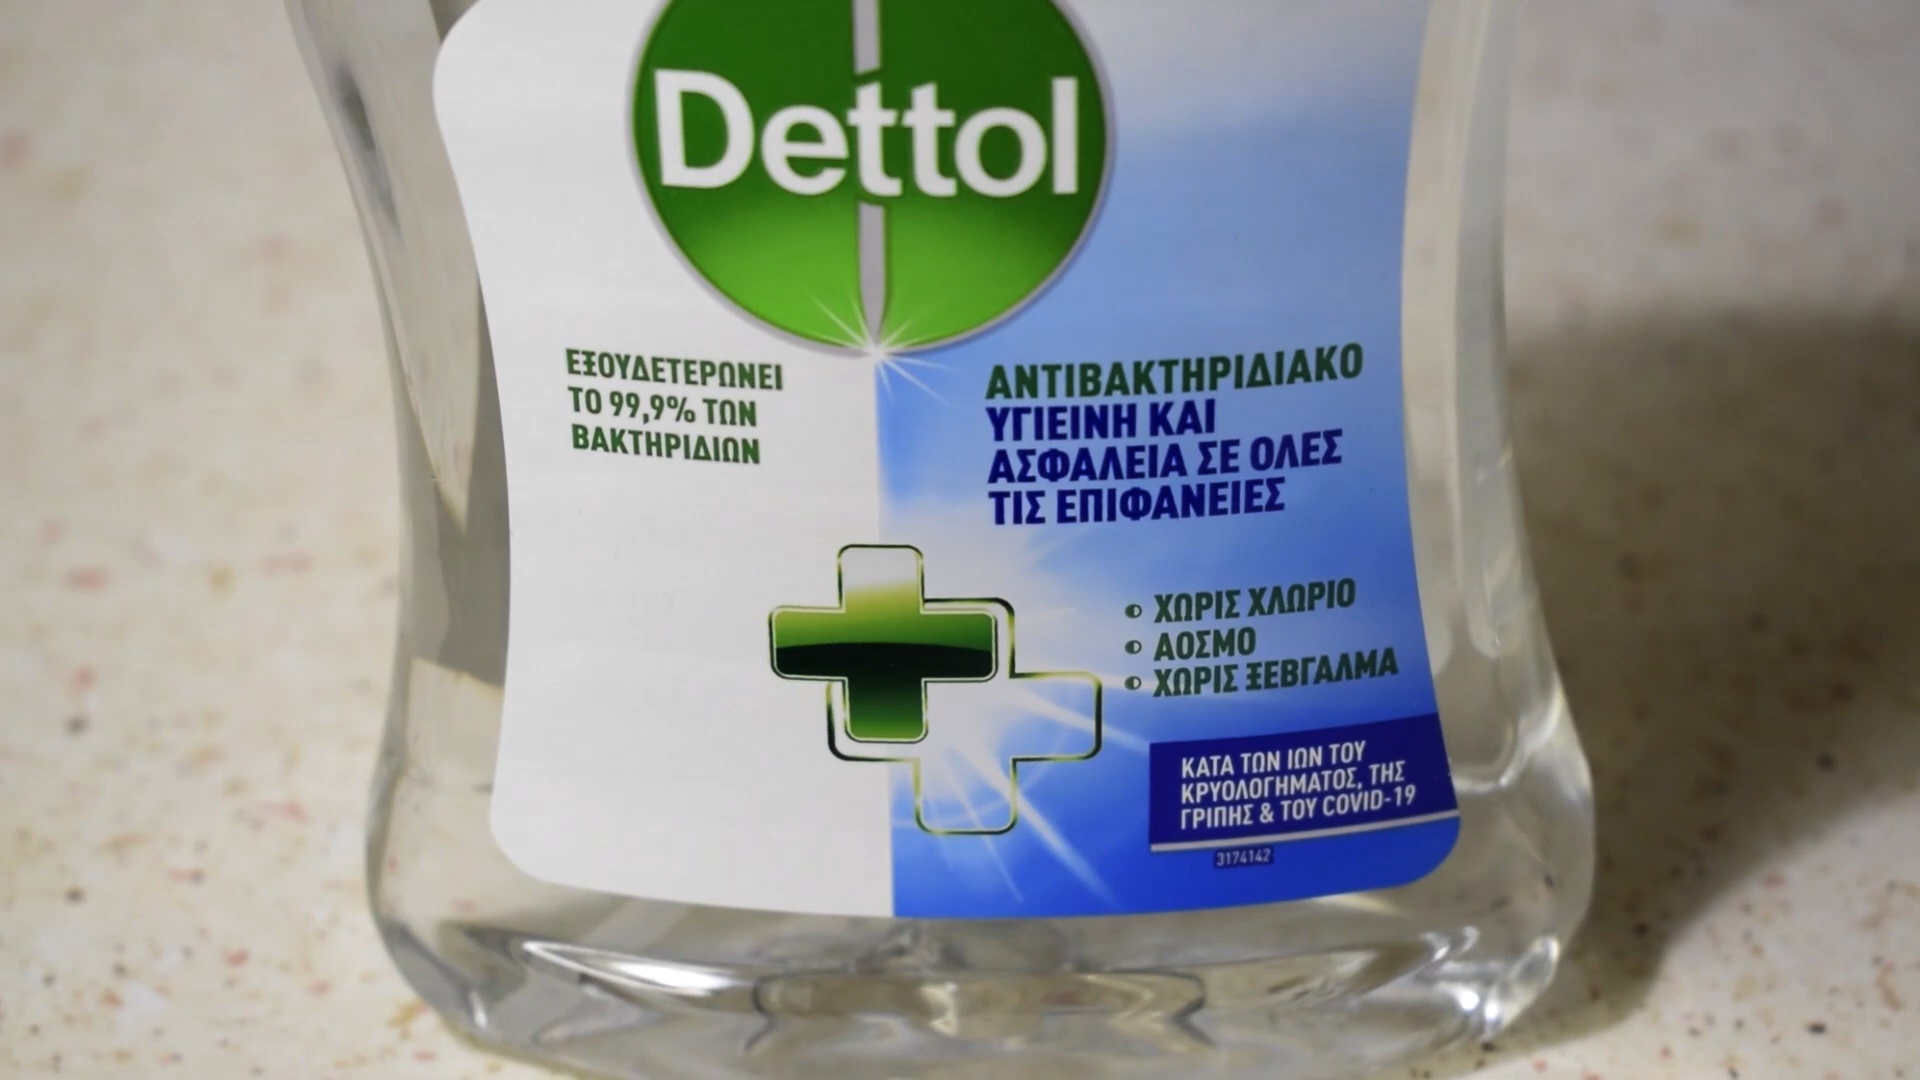 Dettol
ΕΞΟΥΔΕΤΕΡΩΝΕΙ
ΤΟ 99,9% ΤΩΝ
ΒΑΚΤΗΡΙΔΙΩΝ
ΑΝΤΙΒΑΚΤΗΡΙΔΙΑΚΟ
ΥΓΙΕΙΝΗ ΚΑΙ
ΑΣΦΑΛΕΙΑ ΣΕ ΟΛΕΣ
ΤΙΣ ΕΠΙΦΑΝΕΙΕΣ
ΧΩΡΙΣ ΧΛΩΡΙΟ
ΑΟΣΜΟ
ΧΩΡΙΣ ΞΕΒΓΑΛΜΑ
ΚΑΤΑ ΤΩΝ ΙΩΝ ΤΟΥ
ΚΡΥΟΛΟΓΗΜΑΤΟΣ, ΤΗΣ
ΓΡΙΠΗΣ & ΤΟΥ COVID-19
3174142